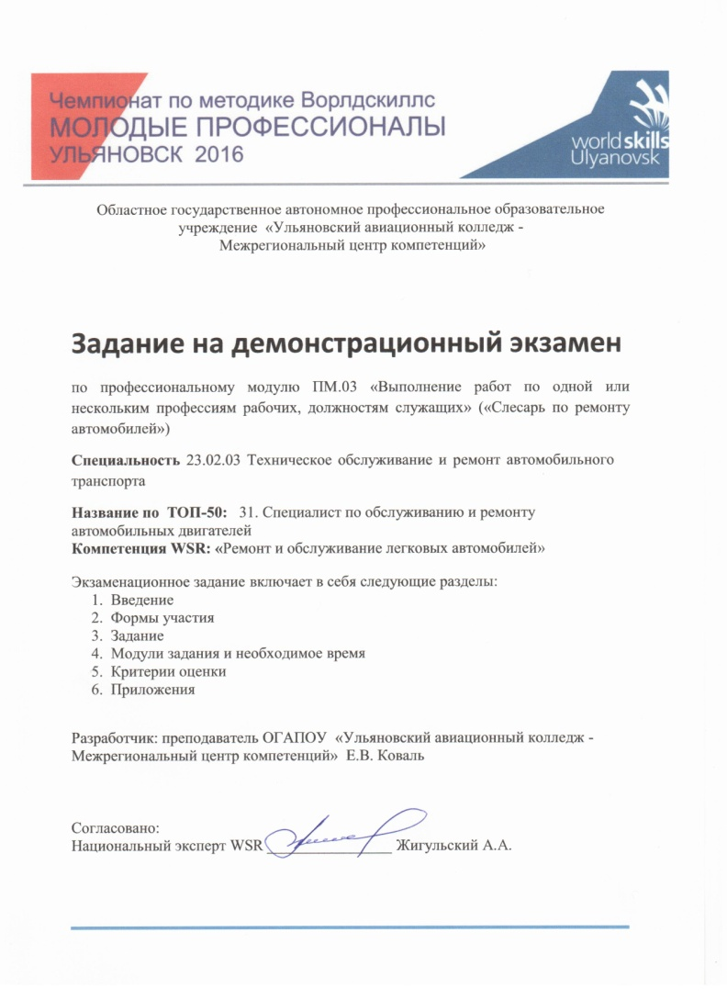 Чемпионат по методике Ворлдскиллс
МОЛОДЫЕ ПРОФЕССИОНАЛЫ
УЛЬЯНОВСК 2016
world skills
Ulyanovsk
Областное государственное автономное профессиональное образовательное
учреждение «Ульяновский авиационный колледж -
Межрегиональный центр компетенций»
Задание на демонстрационный экзамен
по профессиональному модулю ПМ.03 «Выполнение работ по одной или
нескольким профессиям рабочих, должностям служащих» («Слесарь по ремонту
автомобилей»)
Специальность 23.02.03 Техническое обслуживание и ремонт автомобильного
транспорта
Название по ТОП-50: 31. Специалист по обслуживанию и ремонту
автомобильных двигателей
Компетенция WSR: «Ремонт и обслуживание легковых автомобилей»
Экзаменационное задание включает в себя следующие разделы:
1. Введение
2. Формы участия
3. Задание
4. Модули задания и необходимое время
5. Критерии оценки
6. Приложения
Разработчик: преподаватель ОГАПОУ «Ульяновский авиационный колледж -
Межрегиональный центр компетенций» Е.В. Коваль
Согласовано:
Национальный эксперт WSR ________________ Жигульский А.А.